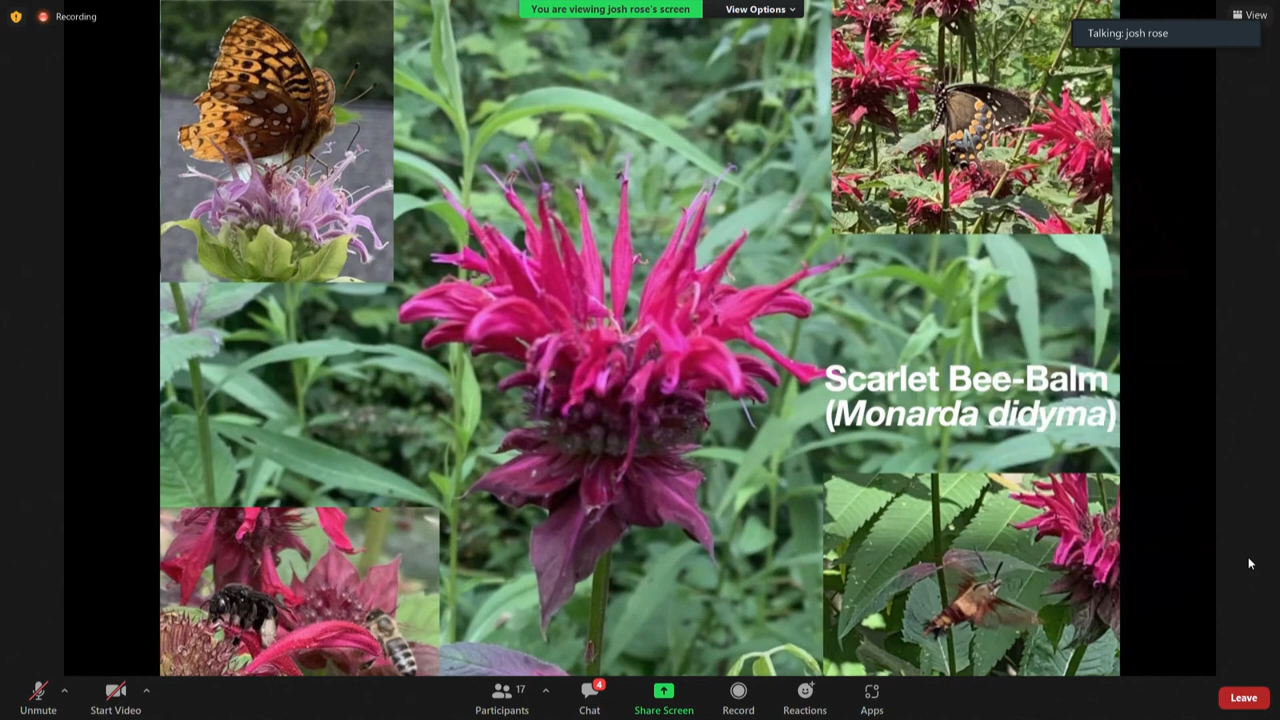 Recording
You are viewing josh rose's screen
View Options
View
Talking: josh rose
Scarlet Bee-Balm
(Monarda didyma)
Unmute
Start Video
17
Participants
4
Chat
Share Screen
Record
Reactions
Apps
Leave